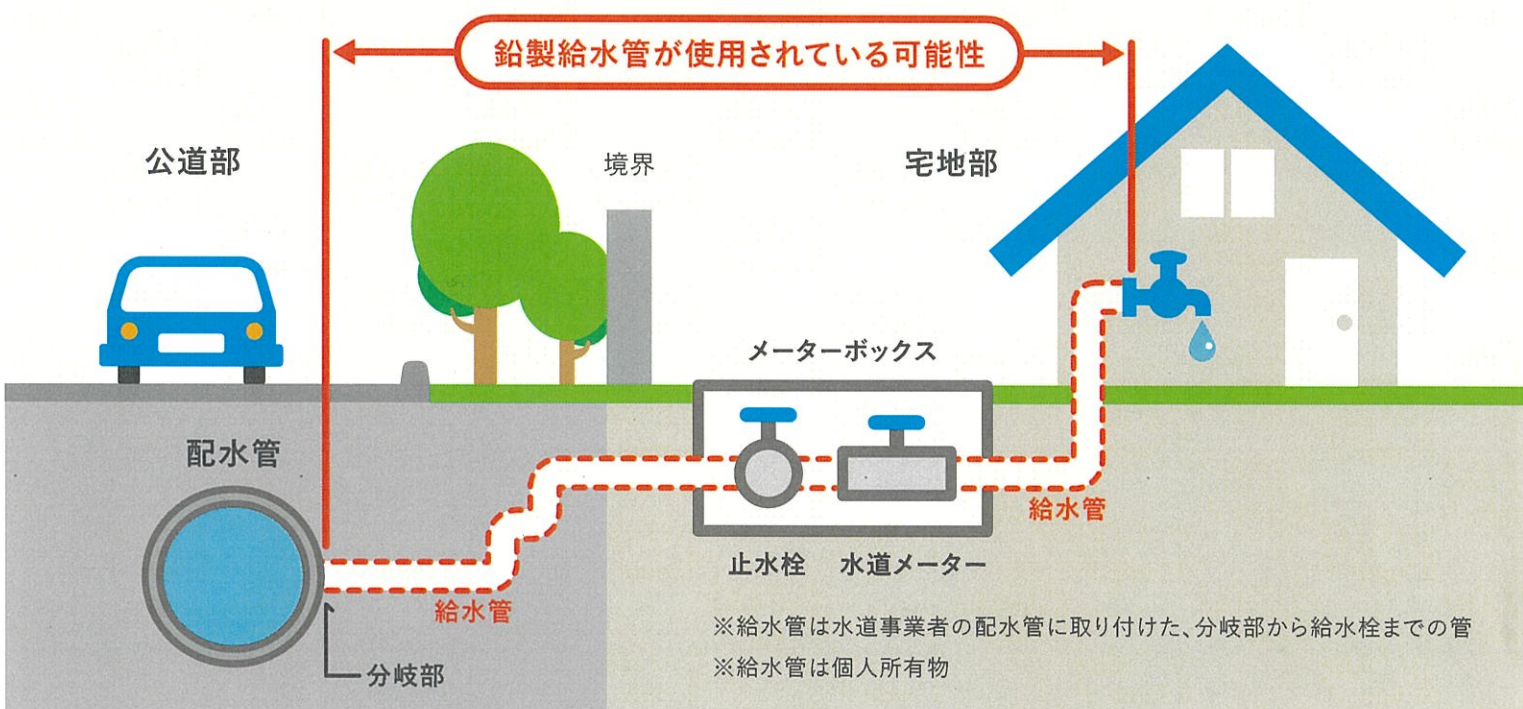 鉛製給水管が使用されている可能性
公道部
境界
宅地部
メーターボックス
配水管
給水管
止水栓
水道メーター
給水管
分岐部
※給水管は水道事業者の配水管に取り付けた、分岐部から給水栓までの管
※給水管は個人所有物